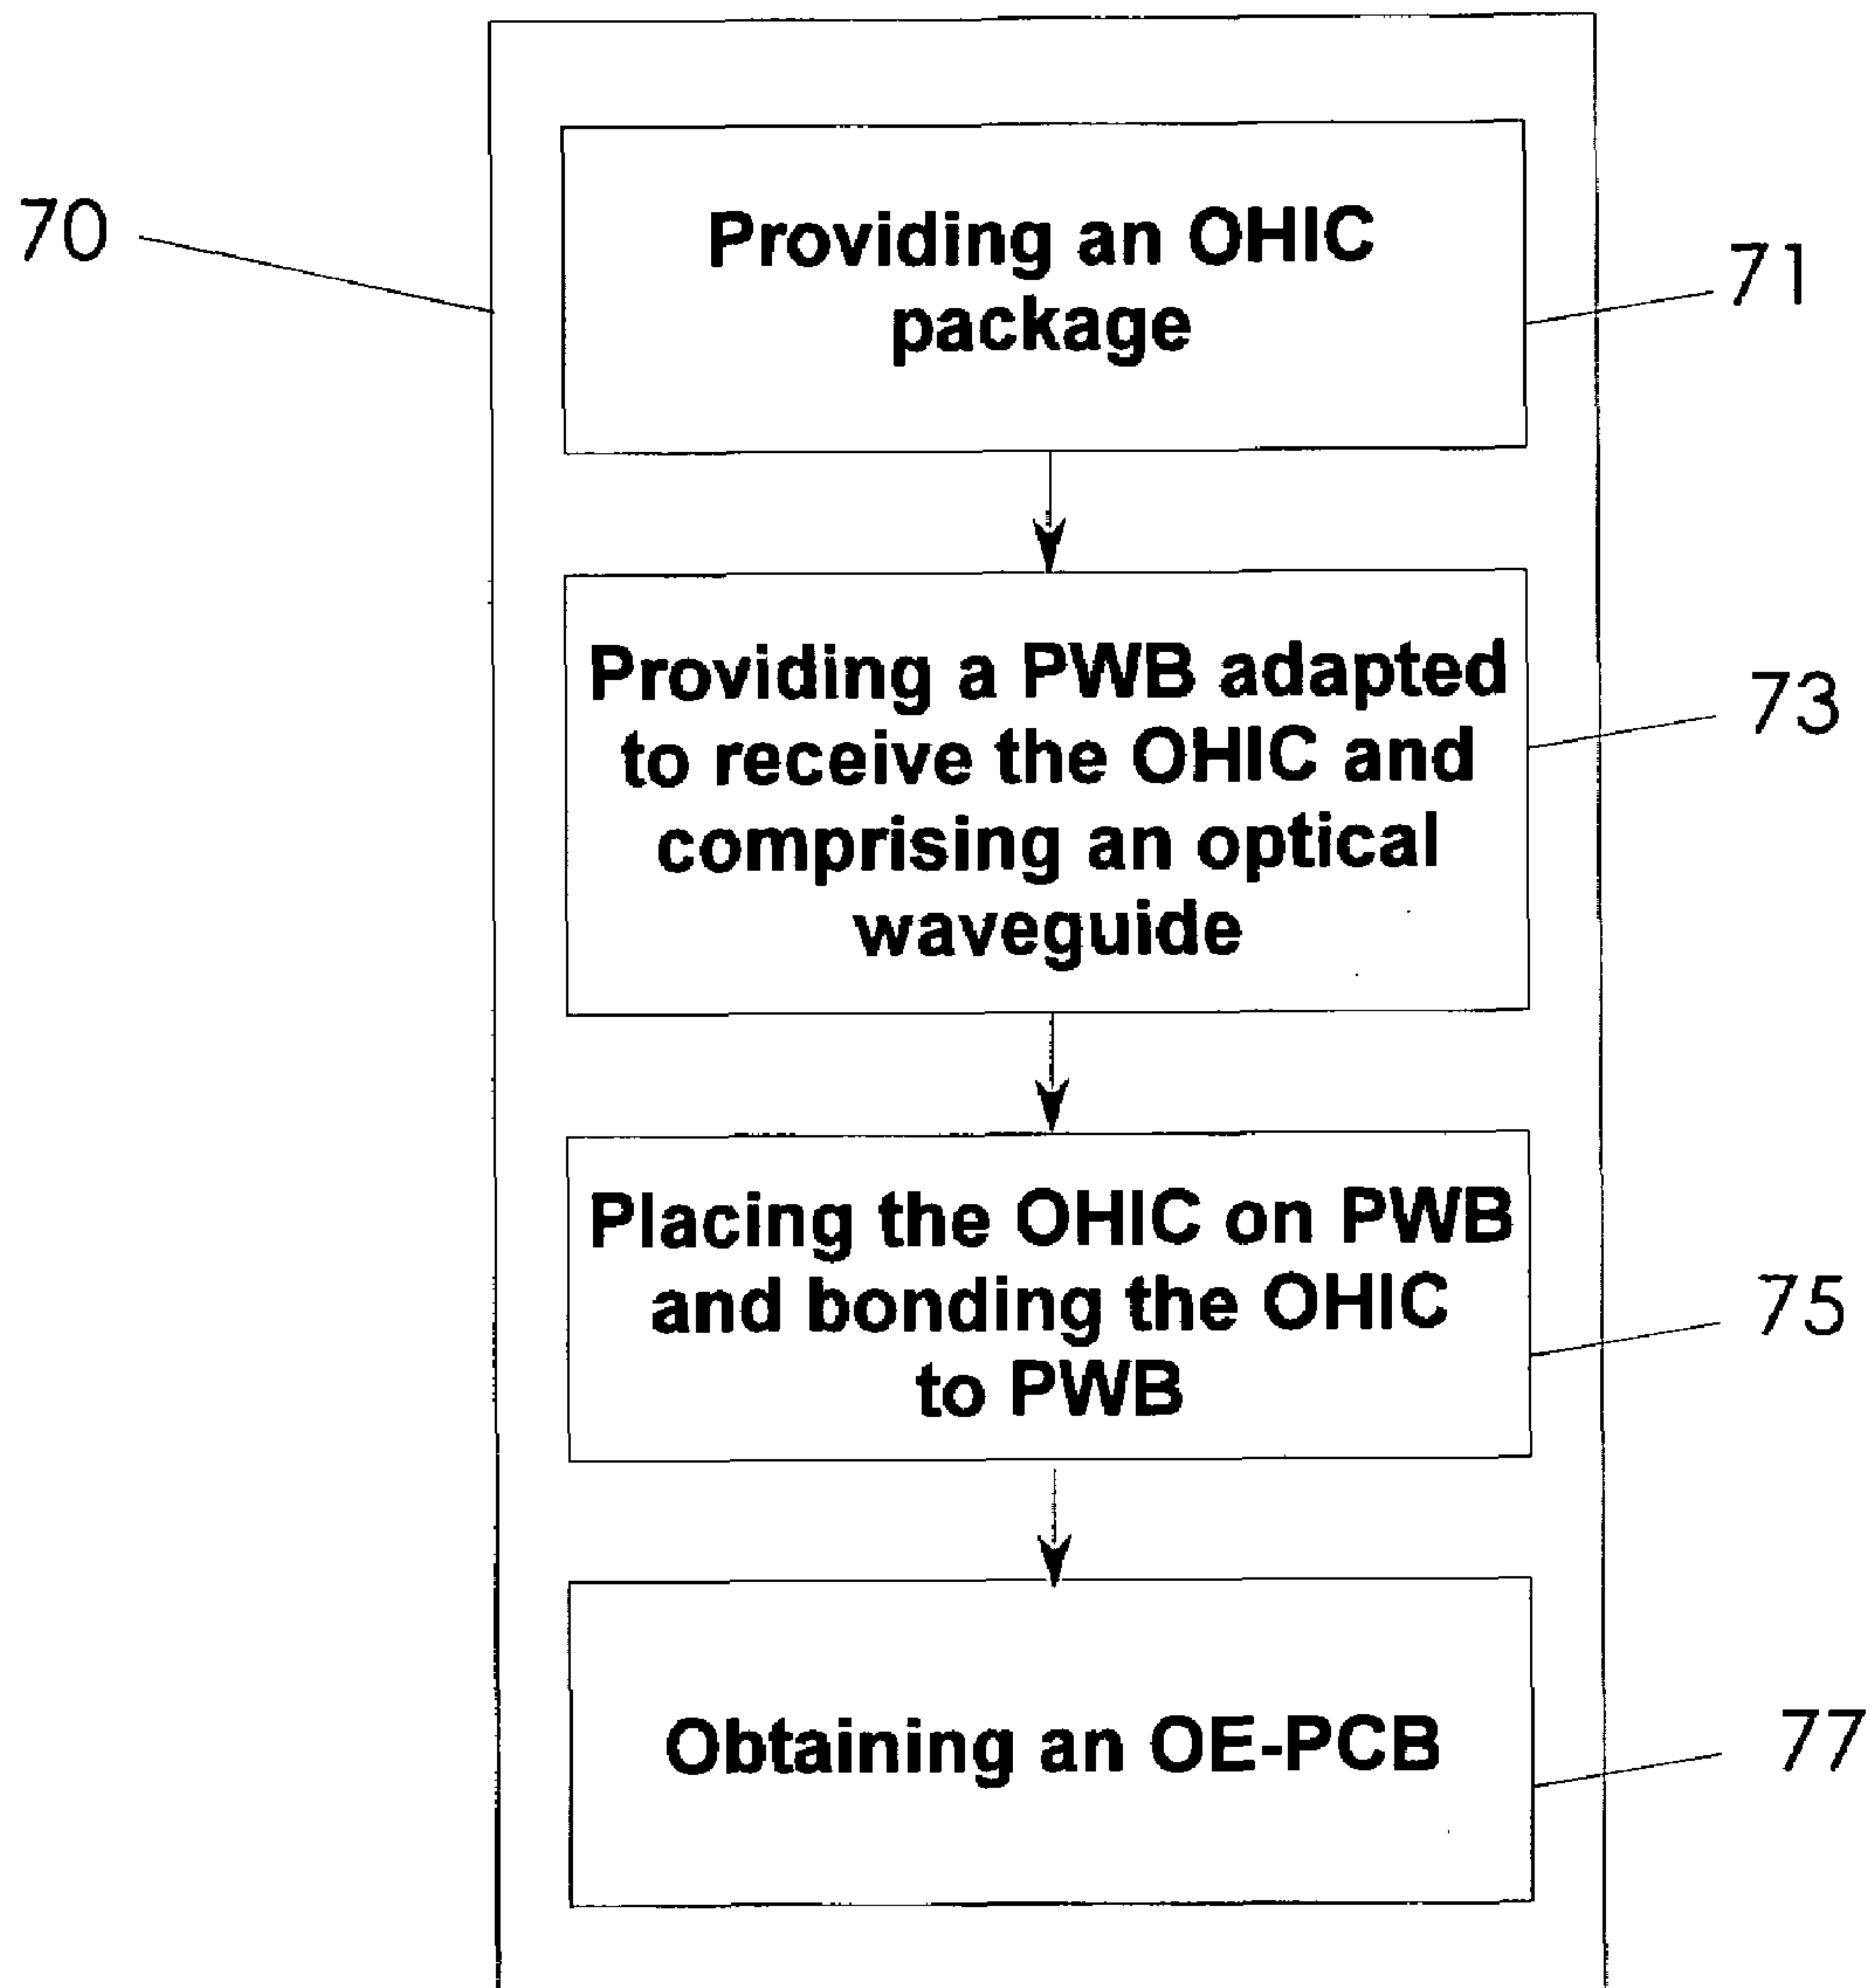 70
Providing an OHIC
package
71
Providing a PWB adapted
to receive the OHIC and
comprising an optical
waveguide
73
Placing the OHIC on PWB
and bonding the OHIC
to PWB
75
Obtaining an OE-PCB
77